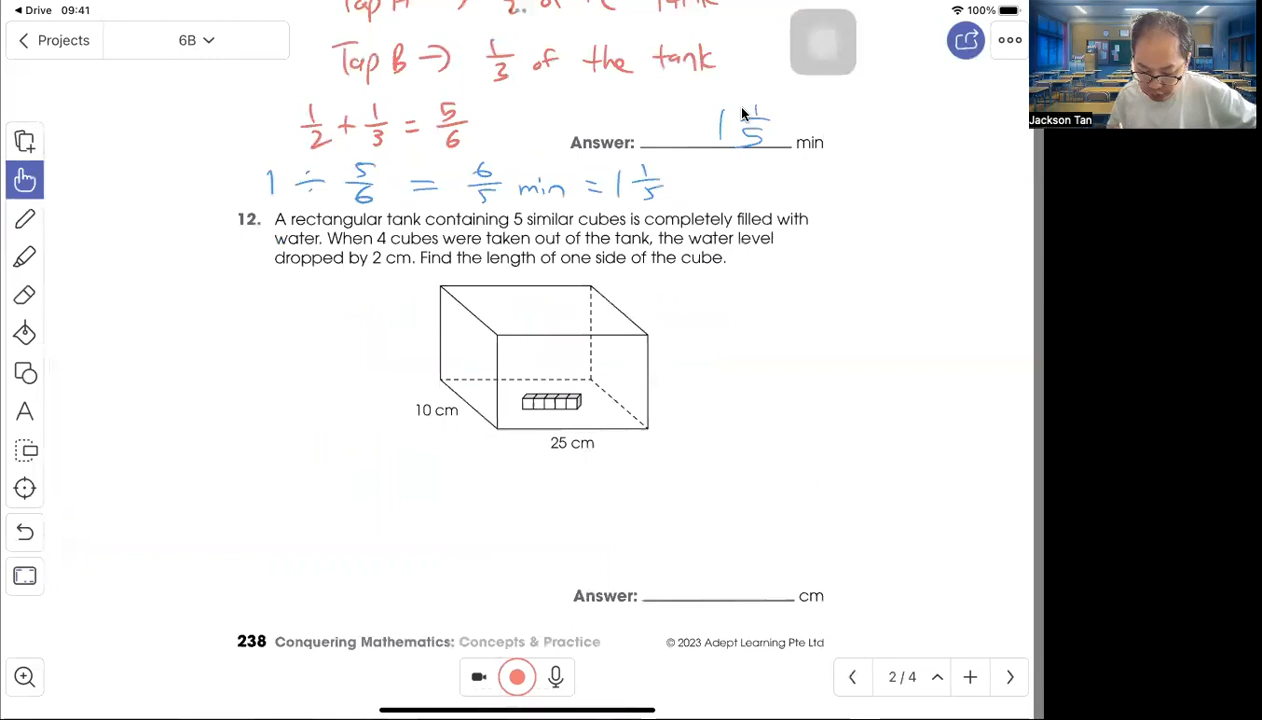 Drive 09:41
100%
Projects
6B
Tap B → 1/3 of the tank
1/2 + 1/3 = 5/6
Answer: 1 1/5 min
1 ÷ 5/6 = 6/5 min = 1 1/5
12. A rectangular tank containing 5 similar cubes is completely filled with
water. When 4 cubes were taken out of the tank, the water level
dropped by 2 cm. Find the length of one side of the cube.
10 cm
25 cm
Answer: ____________ cm
238 Conquering Mathematics: Concepts & Practice
© 2023 Adept Learning Pte Ltd
2 / 4
A
Jackson Tan